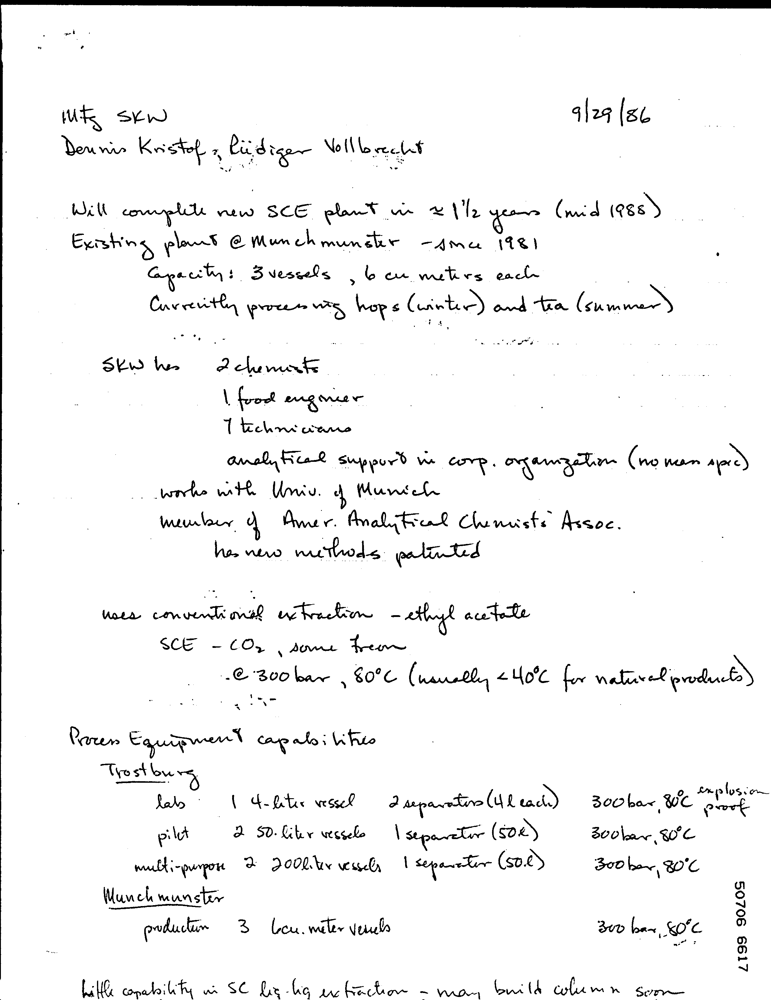 Mtg SKW 9/29/86
Dennis Kristof, Rüdiger Vollbrecht
Will complete new SCE plant in ≈ 1 1/2 years (mid 1988)
Existing plant @ Munchmunster - since 1981
Capacity: 3 vessels, 6 cu meters each
Currently processing hops (winter) and tea (summer)
SKW has 2 chemists
1 food engineer
7 technicians
analytical support in corp. organization (no mass spec)
works with Univ. of Munich
member of Amer. Analytical Chemists Assoc.
has new methods patented
uses conventional extraction - ethyl acetate
SCE - CO2, some freon
@ 300 bar, 80°C (usually <40°C for natural products)
Process Equipment capabilities
Trostburg
lab 1 4-liter vessel 2 separators (4 l each) 300 bar, 80°C explosion proof
pilot 2 50-liter vessels 1 separator (50 l) 300 bar, 80°C
multi-purpose 2 200 liter vessels 1 separator (50 l) 300 bar, 80°C
Munchmunster
production 3 6 cu. meter vessels 300 bar, 80°C
Little capability in SC liq-liq extraction - may build column soon
50706 6617